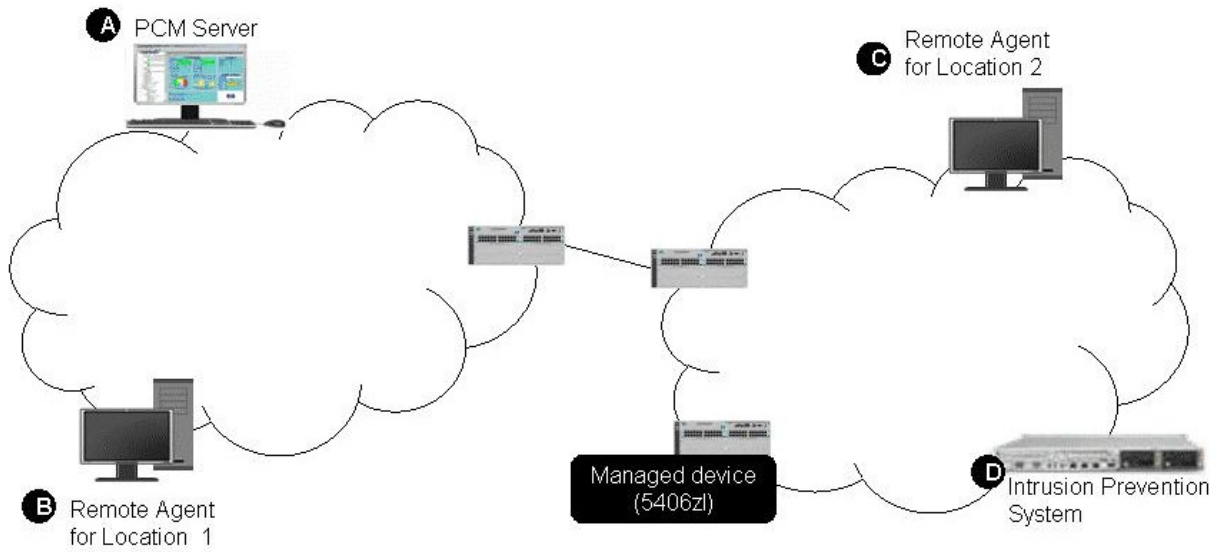 A PCM Server
C Remote Agent
for Location 2
Managed device
(5406zl)
B Remote Agent
for Location 1
D Intrusion Prevention
System